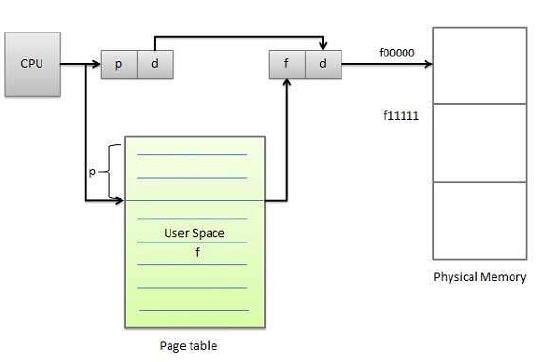 CPU
p d
f d
f00000
f11111
p
User Space
f
Physical Memory
Page table